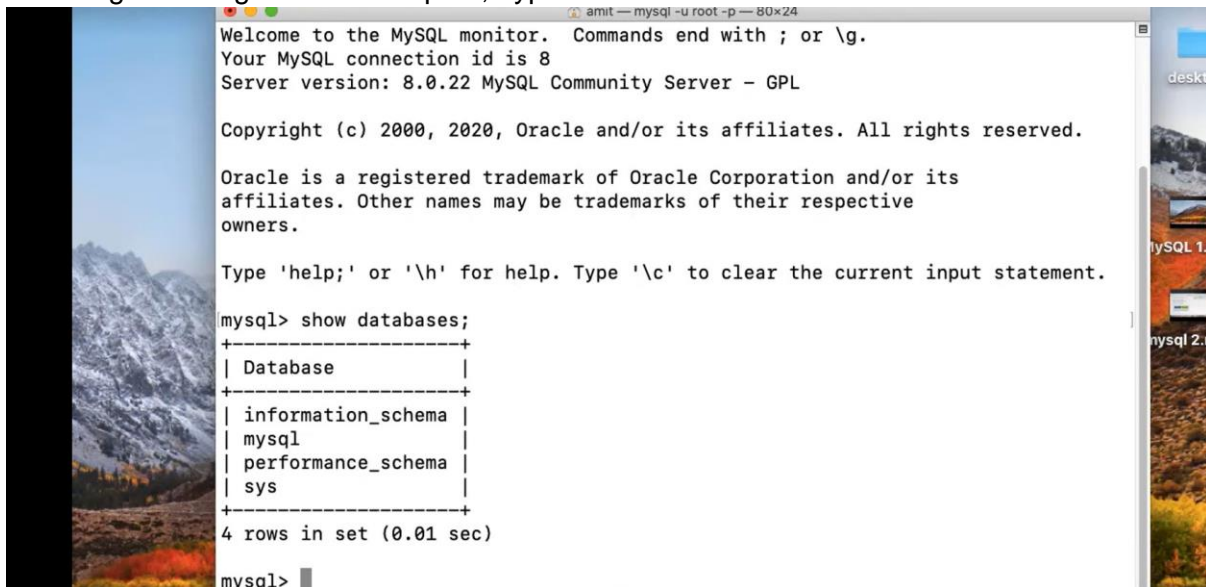 amit — mysql -u root -p — 80×24
Welcome to the MySQL monitor.  Commands end with ; or \g.
Your MySQL connection id is 8
Server version: 8.0.22 MySQL Community Server – GPL

Copyright (c) 2000, 2020, Oracle and/or its affiliates. All rights reserved.

Oracle is a registered trademark of Oracle Corporation and/or its
affiliates. Other names may be trademarks of their respective
owners.

Type 'help;' or '\h' for help. Type '\c' to clear the current input statement.

mysql> show databases;
+--------------------+
| Database           |
+--------------------+
| information_schema |
| mysql              |
| performance_schema |
| sys                |
+--------------------+
4 rows in set (0.01 sec)

mysql>
deskt
MySQL 1.
mysql 2.